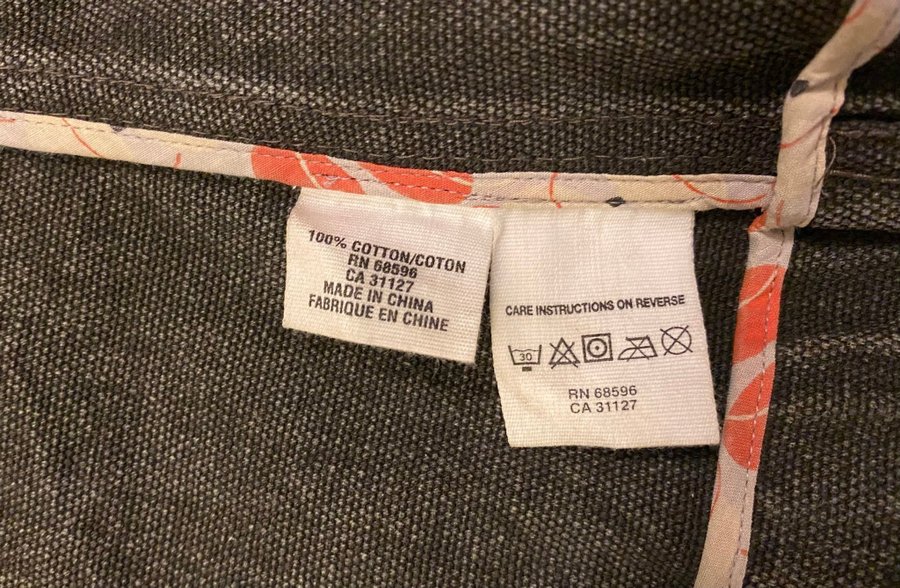 100% COTTON/COTON
RN 68596
CA 31127
MADE IN CHINA
FABRIQUE EN CHINE
CARE INSTRUCTIONS ON REVERSE
30
RN 68596
CA 31127